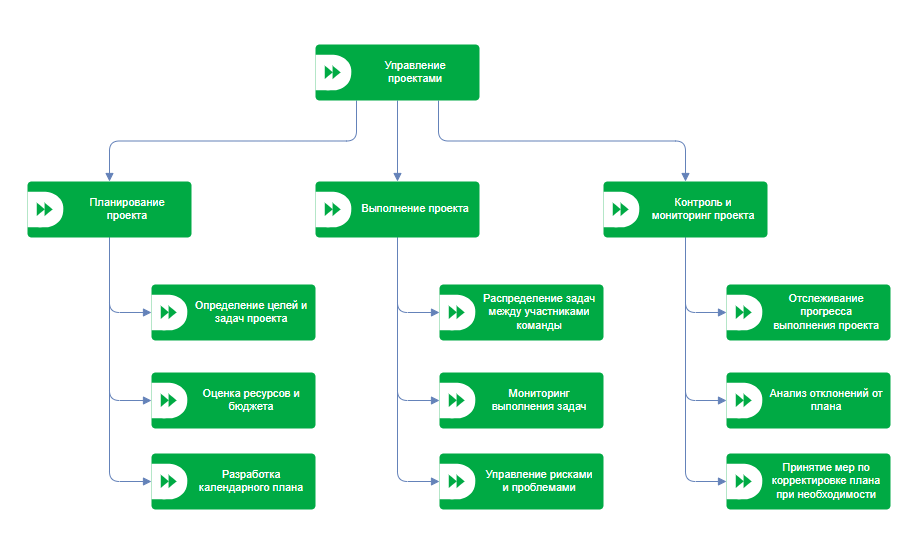 Управление
проектами
Планирование
проекта
Выполнение проекта
Контроль и
мониторинг проекта
Определение целей и
задач проекта
Распределение задач
между участниками
команды
Отслеживание
прогресса
выполнения проекта
Оценка ресурсов и
бюджета
Мониторинг
выполнения задач
Анализ отклонений от
плана
Разработка
календарного плана
Управление рисками
и проблемами
Принятие мер по
корректировке плана
при необходимости